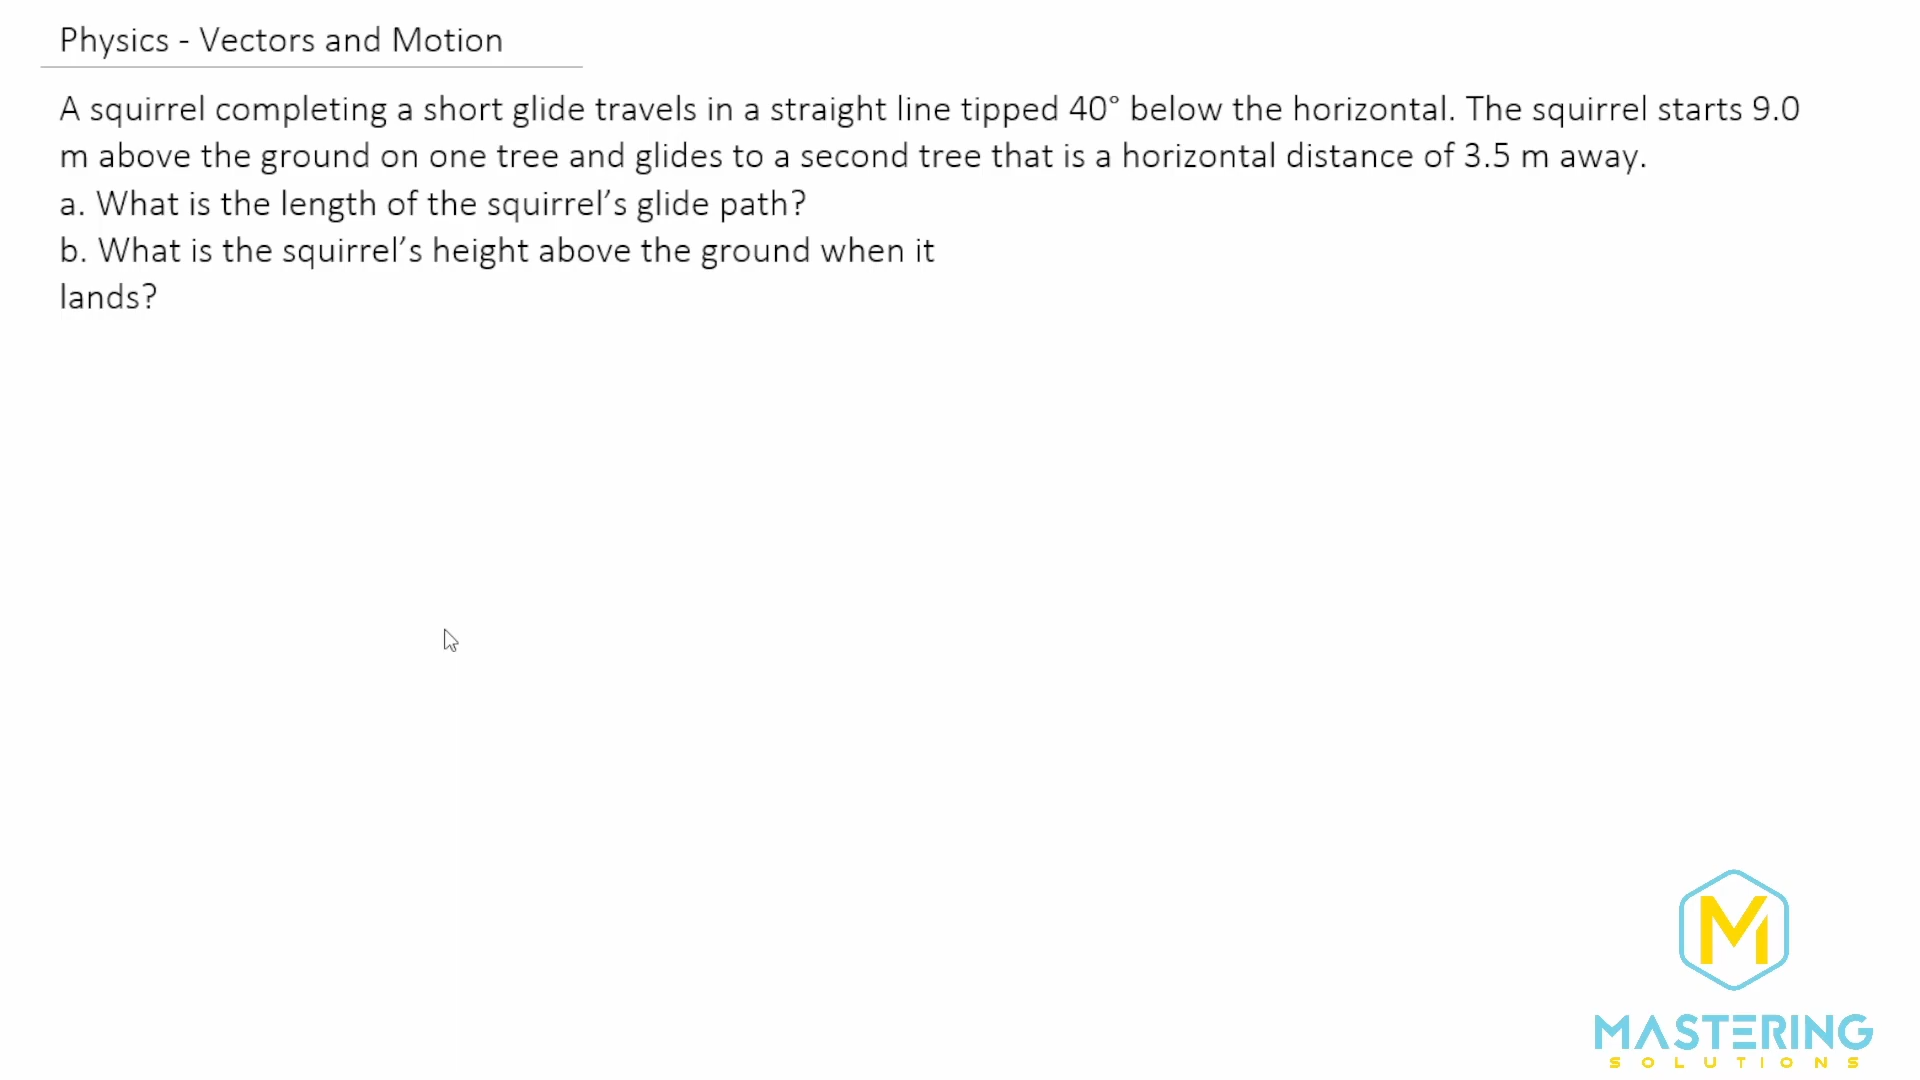 Physics - Vectors and Motion
A squirrel completing a short glide travels in a straight line tipped 40° below the horizontal. The squirrel starts 9.0
m above the ground on one tree and glides to a second tree that is a horizontal distance of 3.5 m away.
a. What is the length of the squirrel’s glide path?
b. What is the squirrel’s height above the ground when it
lands?
M
MASTERING
SOLUTIONS